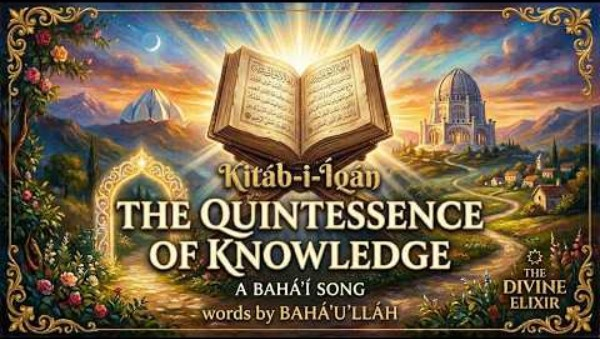 Kitáb-i-Íqán
THE QUINTESSENCE
OF KNOWLEDGE
A BAHÁ'Í SONG
words by BAHÁ'U'LLÁH
THE
DIVINE
ELIXIR